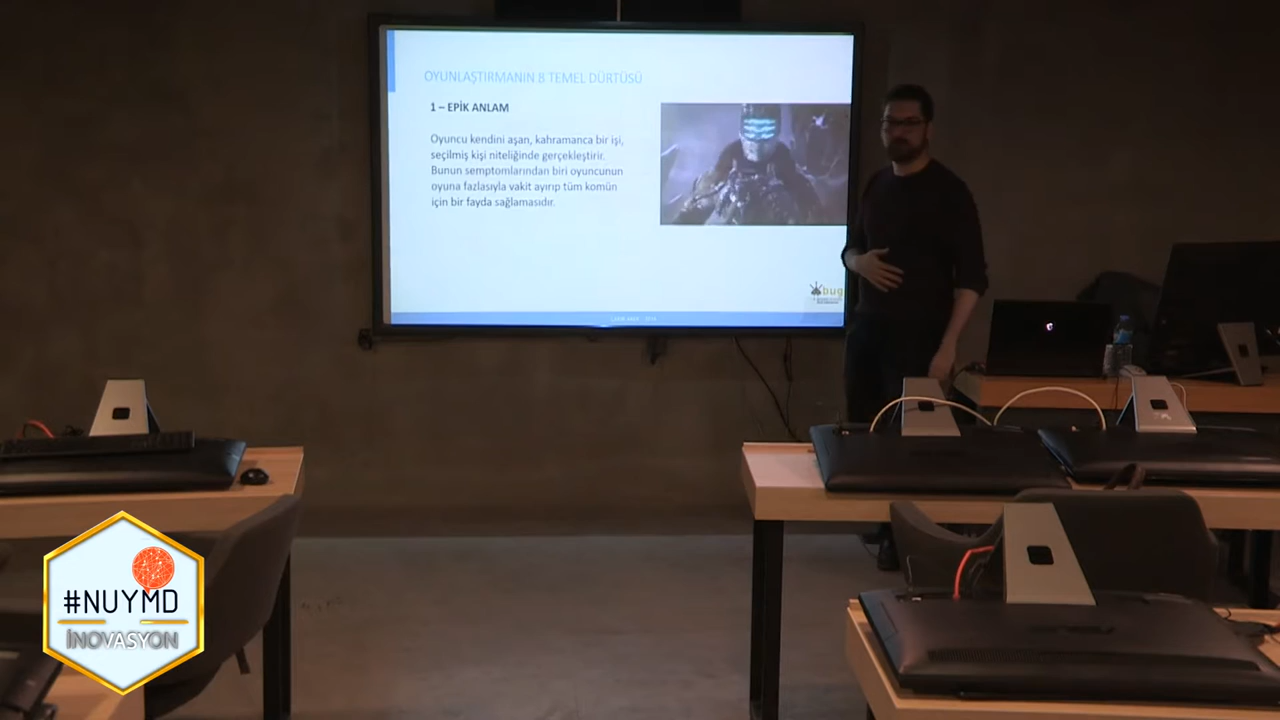 OYUNLAŞTIRMANIN 8 TEMEL DÜRTÜSÜ
1 – EPİK ANLAM
Oyuncu kendini aşan, kahramanca bir işi,
seçilmiş kişi niteliğinde gerçekleştirir.
Bunun semptomlarından biri oyuncunun
oyuna fazlasıyla vakit ayırıp tüm komün
için bir fayda sağlamasıdır.
bug
#NUYMD
İNOVASYON